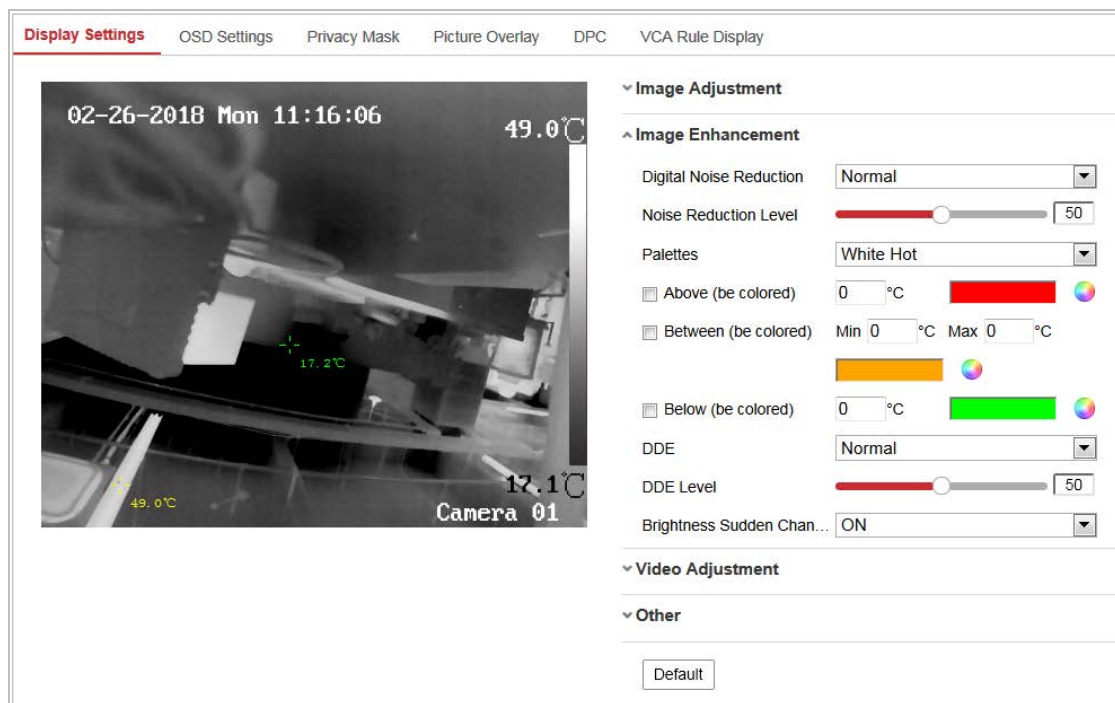 Display Settings OSD Settings Privacy Mask Picture Overlay DPC VCA Rule Display
02-26-2018 Mon 11:16:06
49.0℃
17.2℃
49.0℃
17.1℃
Camera 01
Image Adjustment
Image Enhancement
Digital Noise Reduction Normal
Noise Reduction Level 50
Palettes White Hot
Above (be colored) 0 °C
Between (be colored) Min 0 °C Max 0 °C
Below (be colored) 0 °C
DDE Normal
DDE Level 50
Brightness Sudden Chan... ON
Video Adjustment
Other
Default